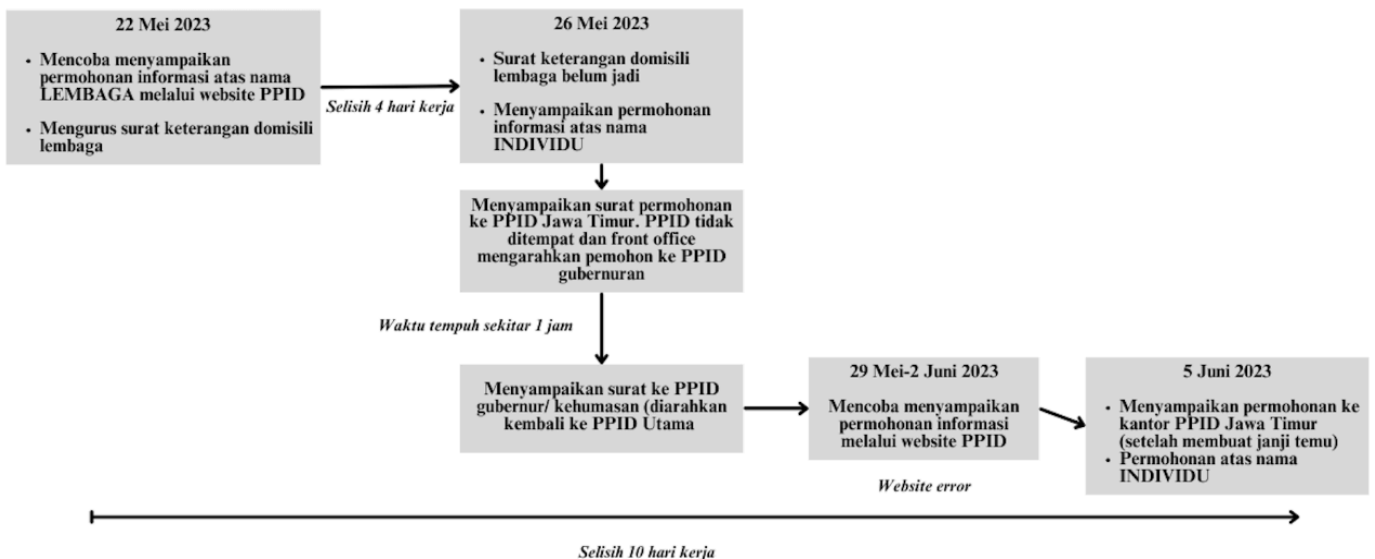 22 Mei 2023
• Mencoba menyampaikan
permohonan informasi atas nama
LEMBAGA melalui website PPID
• Mengurus surat keterangan domisili
lembaga
Selisih 4 hari kerja
26 Mei 2023
• Surat keterangan domisili
lembaga belum jadi
• Menyampaikan permohonan
informasi atas nama
INDIVIDU
Menyampaikan surat permohonan
ke PPID Jawa Timur. PPID tidak
ditempat dan front office
mengarahkan pemohon ke PPID
gubernuran
Waktu tempuh sekitar 1 jam
Menyampaikan surat ke PPID
gubernur/ kehumasan (diarahkan
kembali ke PPID Utama
29 Mei-2 Juni 2023
Mencoba menyampaikan
permohonan informasi
melalui website PPID
Website error
5 Juni 2023
• Menyampaikan permohonan ke
kantor PPID Jawa Timur
(setelah membuat janji temu)
• Permohonan atas nama
INDIVIDU
Selisih 10 hari kerja